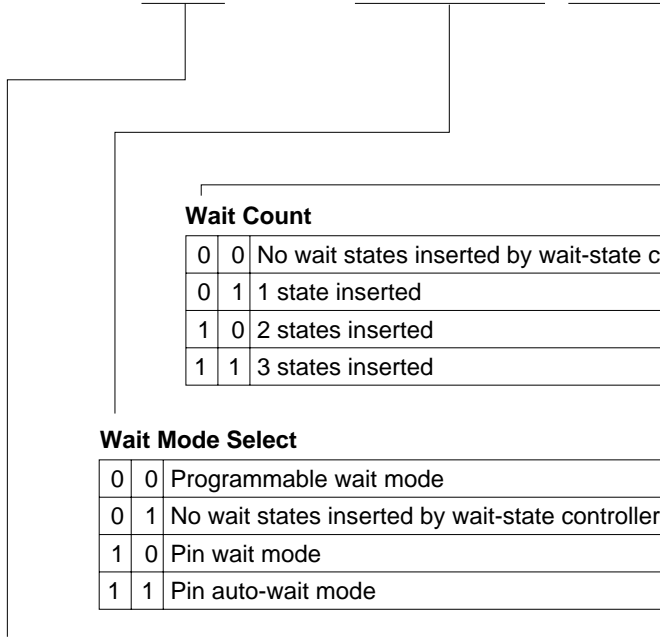 Wait Count
0 0 No wait states inserted by wait-state c
0 1 1 state inserted
1 0 2 states inserted
1 1 3 states inserted
Wait Mode Select
0 0 Programmable wait mode
0 1 No wait states inserted by wait-state controller
1 0 Pin wait mode
1 1 Pin auto-wait mode